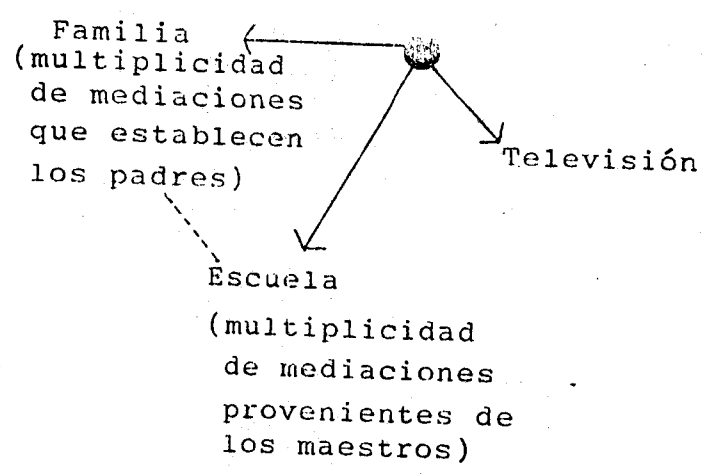 Familia
(multiplicidad
de mediaciones
que establecen
los padres)
Televisión
Escuela
(multiplicidad
de mediaciones
provenientes de
los maestros)